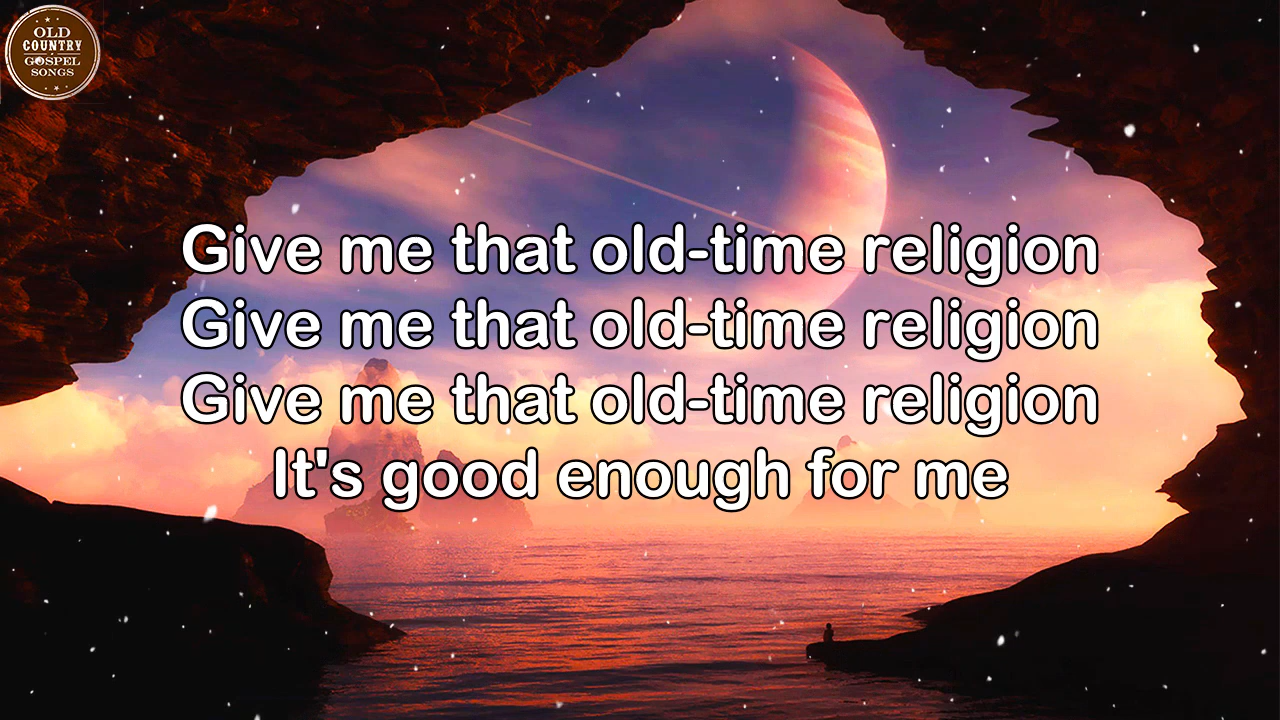 OLD
COUNTRY
GOSPEL
SONGS
Give me that old-time religion
Give me that old-time religion
Give me that old-time religion
It's good enough for me